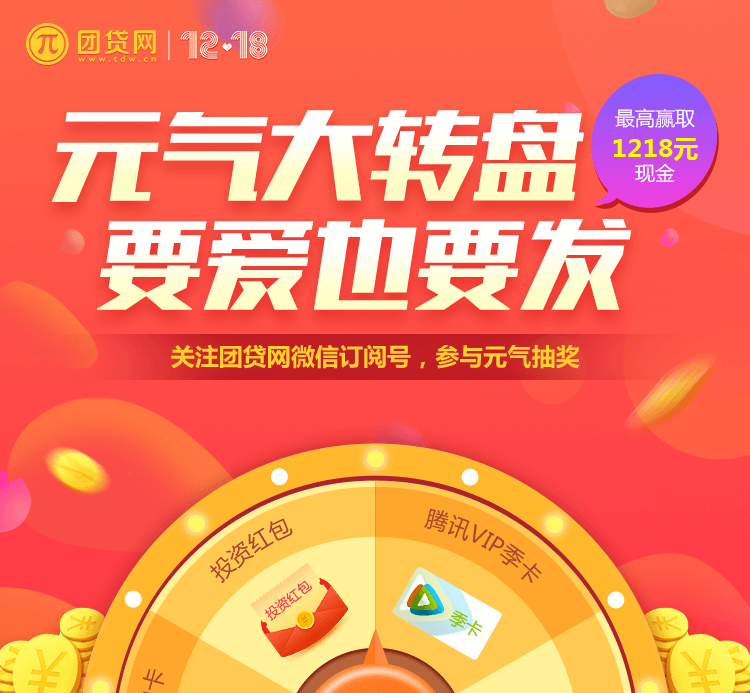 团贷网
www.tdw.cn
12 18
元气大转盘
要爱也要发
最高赢取
1218元
现金
关注团贷网微信订阅号，参与元气抽奖
投资红包
腾讯VIP季卡
投资红包
季卡
卡